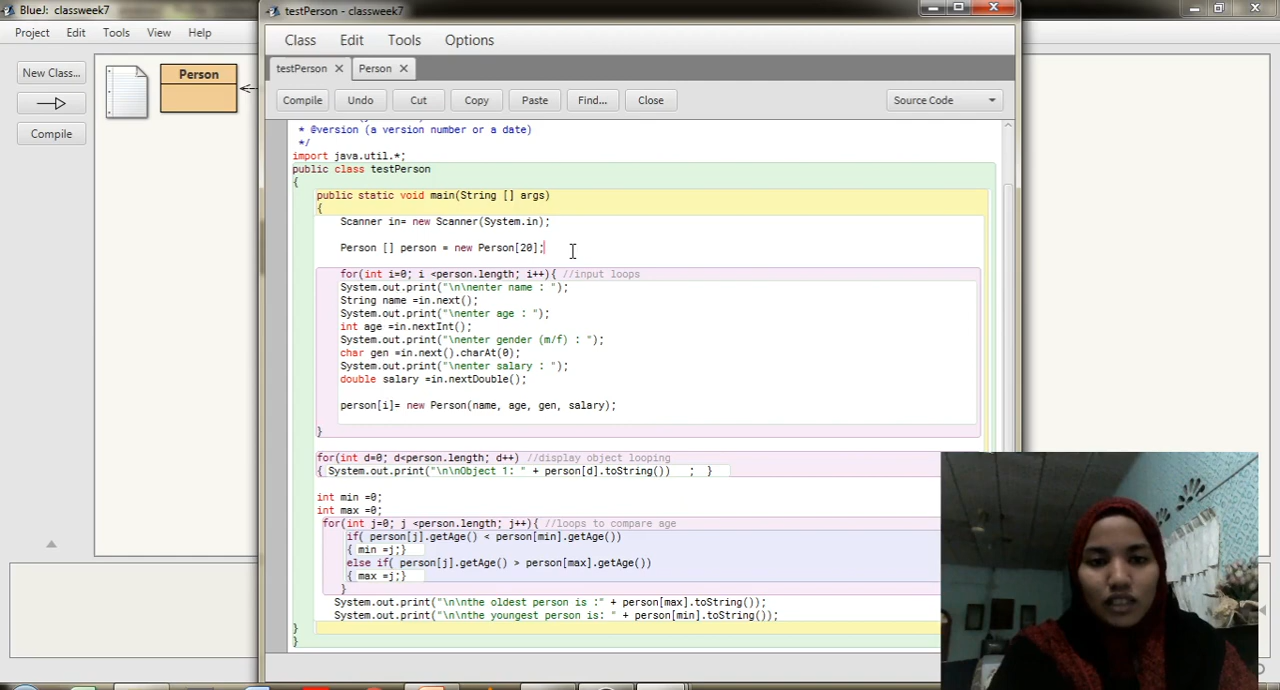 BlueJ: classweek7
Project Edit Tools View Help
New Class...
Compile
Person
testPerson - classweek7
Class Edit Tools Options
testPerson Person
Compile Undo Cut Copy Paste Find... Close Source Code
* @version (a version number or a date)
*/
import java.util.*;
public class testPerson
{
public static void main(String [] args)
{
Scanner in= new Scanner(System.in);
Person [] person = new Person[20];
for(int i=0; i <person.length; i++){ //input loops
System.out.print("\n\nenter name : ");
String name =in.next();
System.out.print("\nenter age : ");
int age =in.nextInt();
System.out.print("\nenter gender (m/f) : ");
char gen =in.next().charAt(0);
System.out.print("\nenter salary : ");
double salary =in.nextDouble();
person[i]= new Person(name, age, gen, salary);
}
for(int d=0; d<person.length; d++) //display object looping
{ System.out.print("\n\nObject 1: " + person[d].toString()) ; }
int min =0;
int max =0;
for(int j=0; j <person.length; j++){ //loops to compare age
if( person[j].getAge() < person[min].getAge())
{ min =j;}
else if( person[j].getAge() > person[max].getAge())
{ max =j;}
}
System.out.print("\n\nthe oldest person is :" + person[max].toString());
System.out.print("\n\nthe youngest person is: " + person[min].toString());
}
}